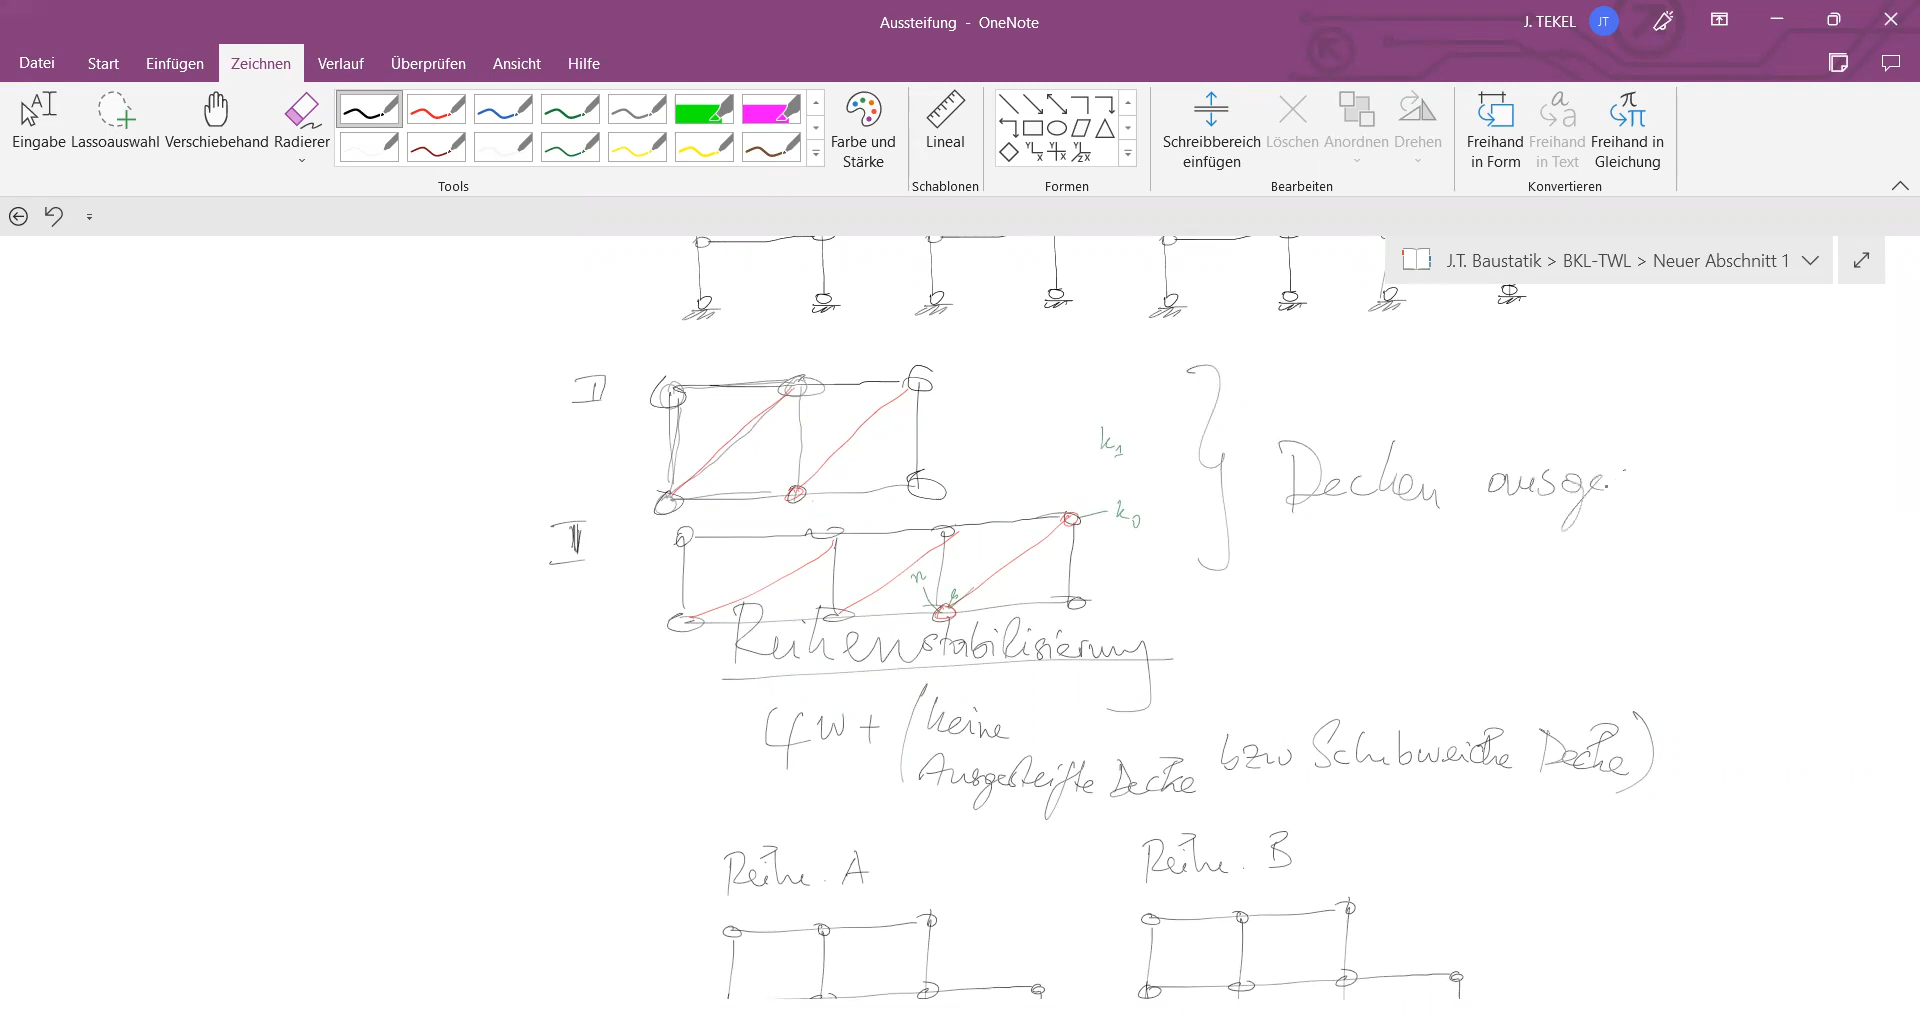 Aussteifung - OneNote
J. TEKEL
JT
Datei Start Einfügen Zeichnen Verlauf Überprüfen Ansicht Hilfe
Eingabe Lassoauswahl Verschiebehand Radierer
Farbe und Stärke
Lineal
Schreibbereich einfügen
Löschen Anordnen Drehen
Freihand in Form
Freihand in Text
Freihand in Gleichung
Tools Schablonen Formen Bearbeiten Konvertieren
J.T. Baustatik > BKL-TWL > Neuer Abschnitt 1
I
k1
Decken ausge.
k0
II
n
Reihenstabilisierung
4W + (keine
Ausgesteifte Decke bzw Schubweiche Decke)
Reihe. A
Reihe. B